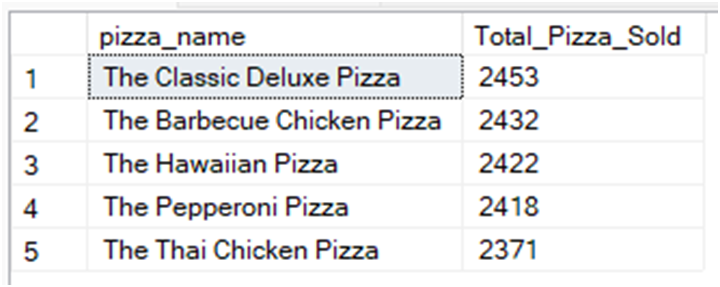 pizza_name Total_Pizza_Sold
1 The Classic Deluxe Pizza 2453
2 The Barbecue Chicken Pizza 2432
3 The Hawaiian Pizza 2422
4 The Pepperoni Pizza 2418
5 The Thai Chicken Pizza 2371